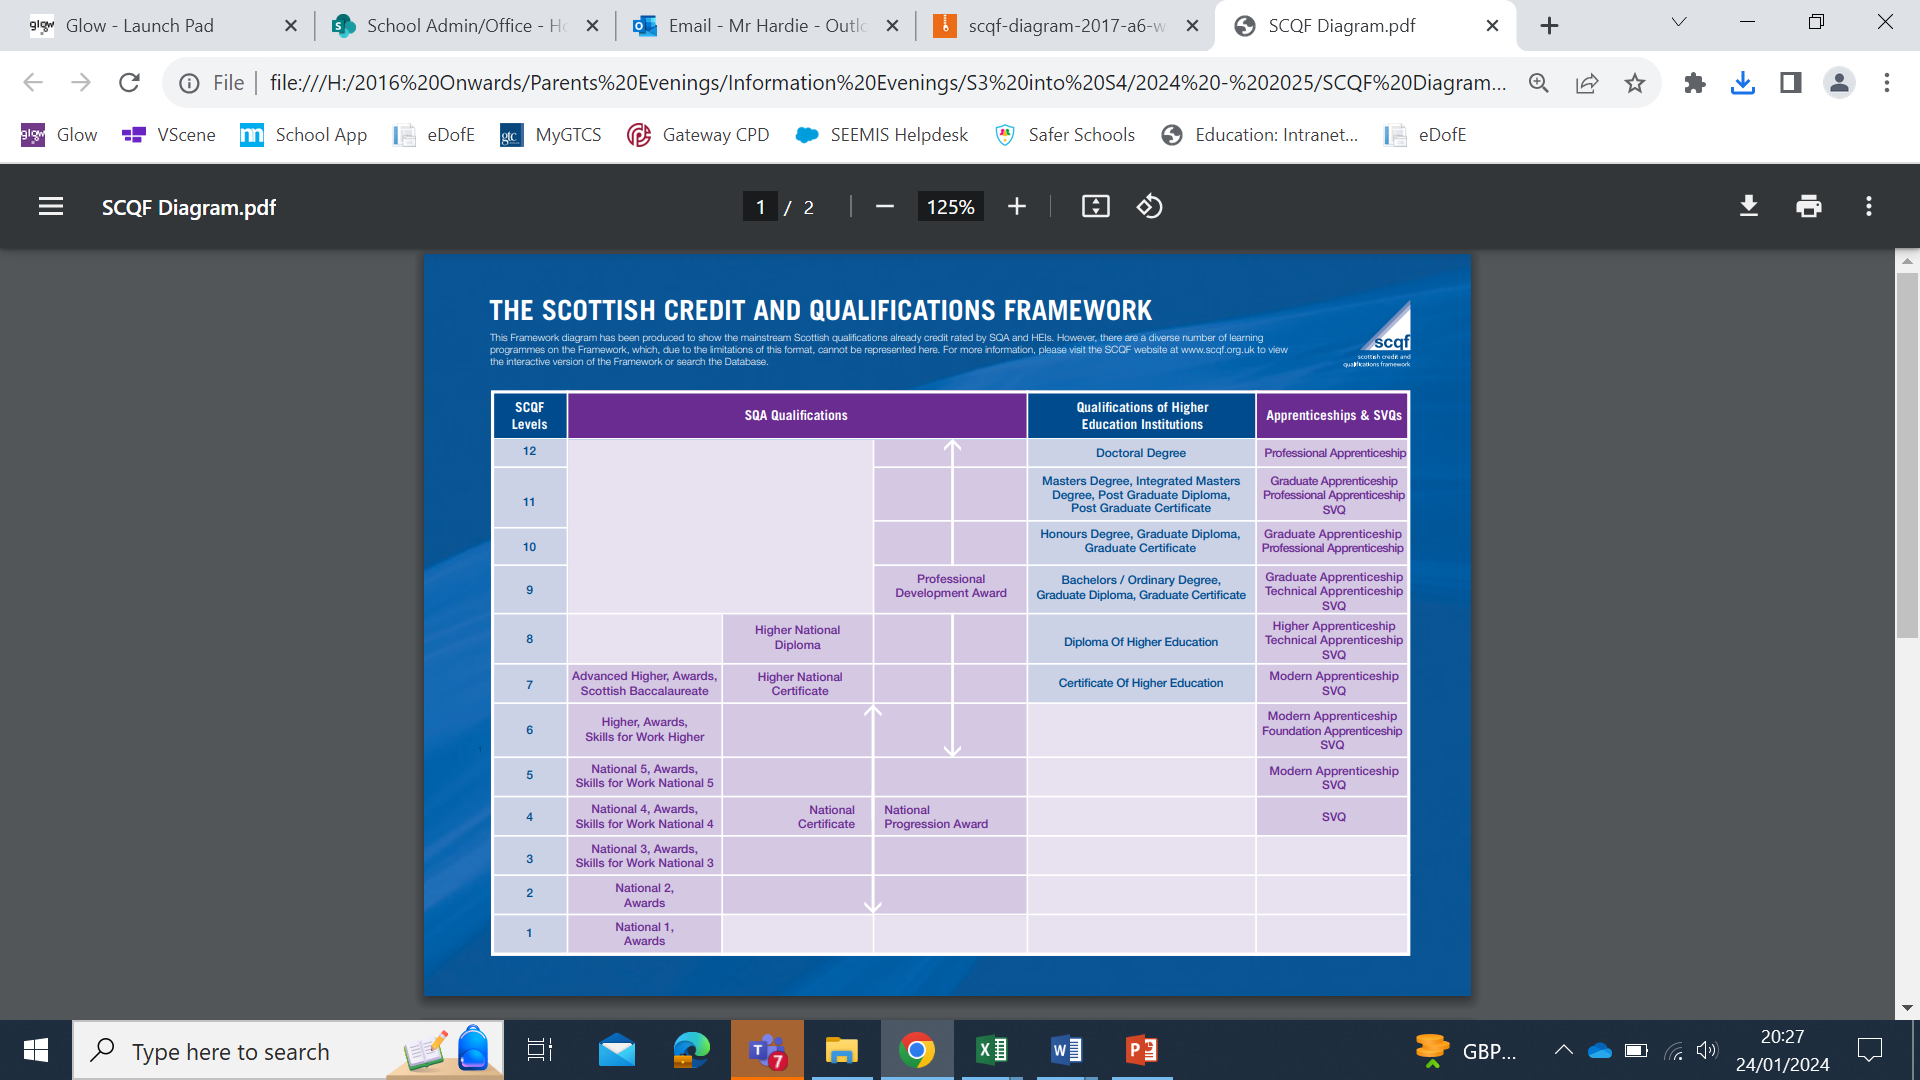 Glow - Launch Pad
School Admin/Office - Ho
Email - Mr Hardie - Outlo
scqf-diagram-2017-a6-w
SCQF Diagram.pdf
File
file:///H:/2016%20Onwards/Parents%20Evenings/Information%20Evenings/S3%20into%20S4/2024%20-%202025/SCQF%20Diagram...
glow Glow
VScene
School App
eDofE
gtc MyGTCS
Gateway CPD
SEEMIS Helpdesk
Safer Schools
Education: Intranet...
eDofE
SCQF Diagram.pdf
1 / 2
125%
THE SCOTTISH CREDIT AND QUALIFICATIONS FRAMEWORK
This Framework diagram has been produced to show the mainstream Scottish qualifications already credit rated by SQA and HEIs. However, there are a diverse number of learning
programmes on the Framework, which, due to the limitations of this format, cannot be represented here. For more information, please visit the SCQF website at www.scqf.org.uk to view
the interactive version of the Framework or search the Database.
scqf
scottish credit and
qualifications framework
SCQF
Levels
SQA Qualifications
Qualifications of Higher
Education Institutions
Apprenticeships & SVQs
12
Doctoral Degree
Professional Apprenticeship
11
Masters Degree, Integrated Masters
Degree, Post Graduate Diploma,
Post Graduate Certificate
Graduate Apprenticeship
Professional Apprenticeship
SVQ
10
Honours Degree, Graduate Diploma,
Graduate Certificate
Graduate Apprenticeship
Professional Apprenticeship
9
Professional
Development Award
Bachelors / Ordinary Degree,
Graduate Diploma, Graduate Certificate
Graduate Apprenticeship
Technical Apprenticeship
SVQ
8
Higher National
Diploma
Diploma Of Higher Education
Higher Apprenticeship
Technical Apprenticeship
SVQ
7
Advanced Higher, Awards,
Scottish Baccalaureate
Higher National
Certificate
Certificate Of Higher Education
Modern Apprenticeship
SVQ
6
Higher, Awards,
Skills for Work Higher
Modern Apprenticeship
Foundation Apprenticeship
SVQ
5
National 5, Awards,
Skills for Work National 5
Modern Apprenticeship
SVQ
4
National 4, Awards,
Skills for Work National 4
National
Certificate
National
Progression Award
SVQ
3
National 3, Awards,
Skills for Work National 3
2
National 2,
Awards
1
National 1,
Awards
Type here to search
7
GBP...
20:27
24/01/2024